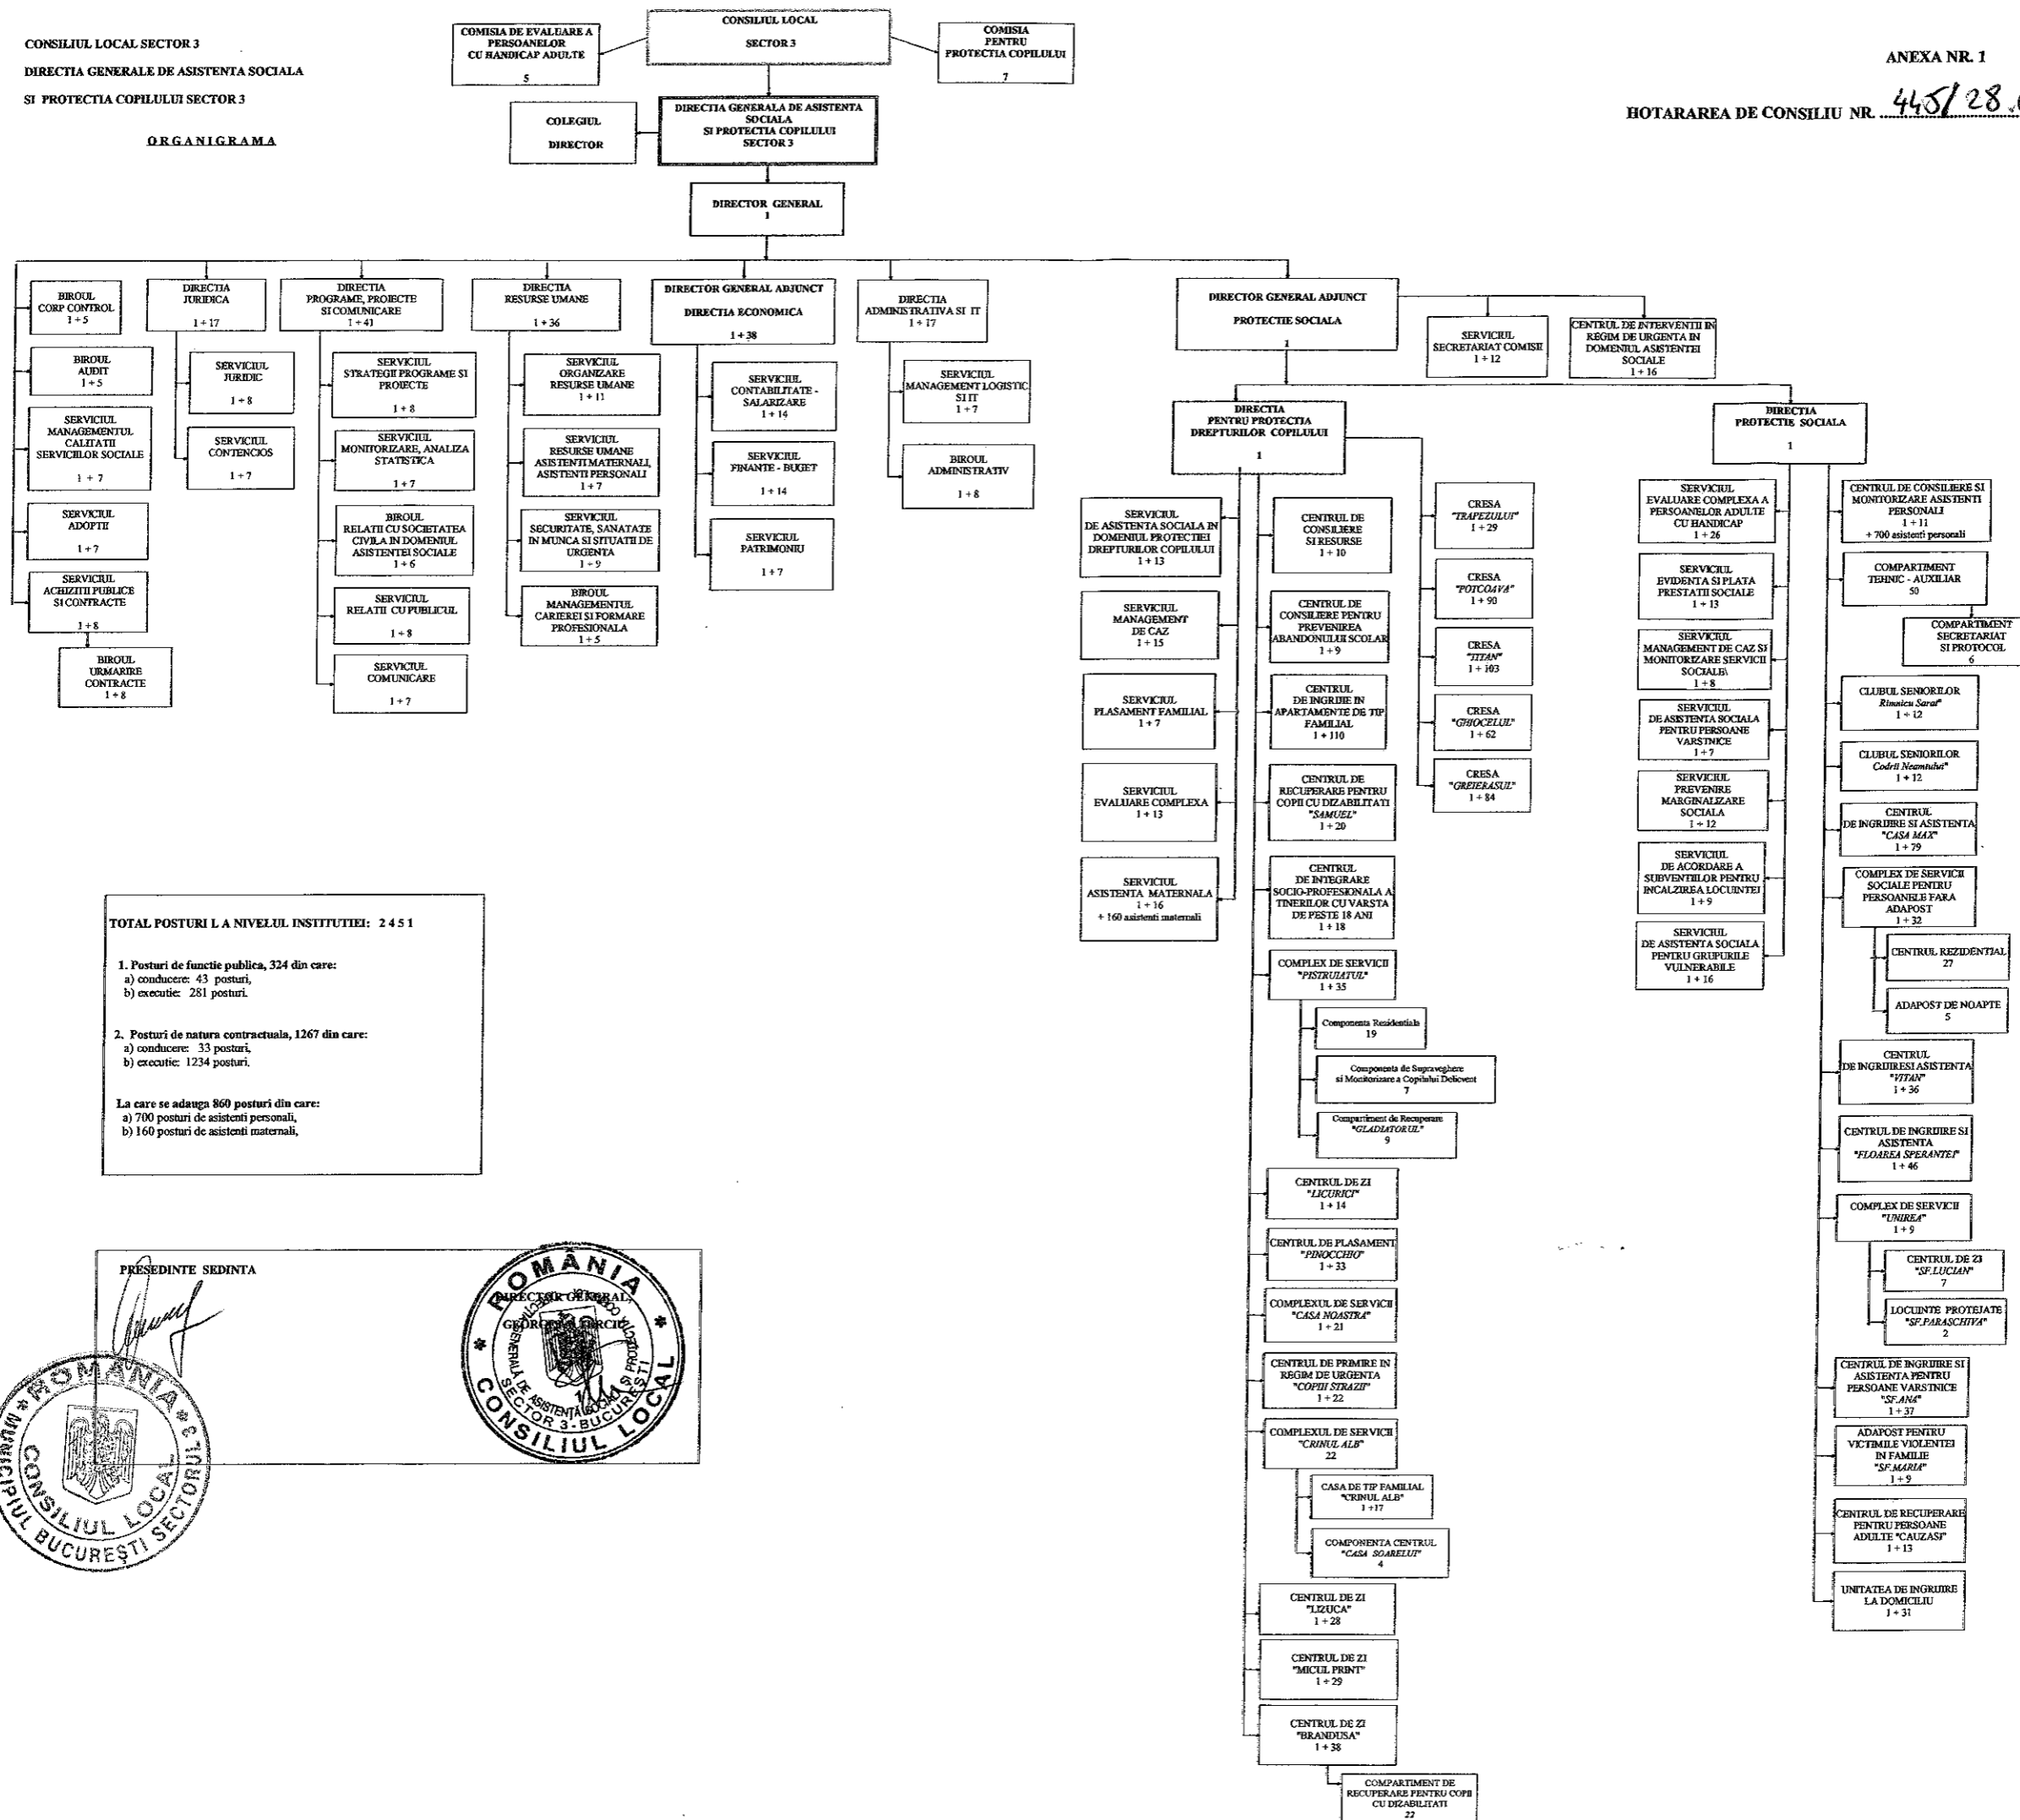 CONSILIUL LOCAL SECTOR 3
DIRECTIA GENERALE DE ASISTENTA SOCIALA
SI PROTECTIA COPILULUI SECTOR 3
ORGANIGRAMA
COMISIA DE EVALUARE A
PERSOANELOR
CU HANDICAP ADULTE
5
CONSILIUL LOCAL
SECTOR 3
COMISIA
PENTRU
PROTECTIA COPILULUI
7
ANEXA NR. 1
HOTARAREA DE CONSILIU NR. 445/28.
COLEGIUL
DIRECTOR
DIRECTIA GENERALA DE ASISTENTA
SOCIALA
SI PROTECTIA COPILULUI
SECTOR 3
DIRECTOR GENERAL
1
BIROUL
CORP CONTROL
1 + 5
BIROUL
AUDIT
1 + 5
SERVICIUL
MANAGEMENTUL
CALITATII
SERVICIILOR SOCIALE
1 + 7
SERVICIUL
ADOPTII
1 + 7
SERVICIUL
ACHIZITII PUBLICE
SI CONTRACTE
1 + 8
BIROUL
URMARIRE
CONTRACTE
1 + 8
DIRECTIA
JURIDICA
1 + 17
SERVICIUL
JURIDIC
1 + 8
SERVICIUL
CONTENCIOS
1 + 7
DIRECTIA
PROGRAME, PROIECTE
SI COMUNICARE
1 + 41
SERVICIUL
STRATEGII PROGRAME SI
PROIECTE
1 + 8
SERVICIUL
MONITORIZARE, ANALIZA
STATISTICA
1 + 7
BIROUL
RELATII CU SOCIETATEA
CIVILA IN DOMENIUL
ASISTENTEI SOCIALE
1 + 6
SERVICIUL
RELATII CU PUBLICUL
1 + 8
SERVICIUL
COMUNICARE
1 + 7
DIRECTIA
RESURSE UMANE
1 + 36
SERVICIUL
ORGANIZARE
RESURSE UMANE
1 + 11
SERVICIUL
RESURSE UMANE
ASISTENTI MATERNALI,
ASISTENTI PERSONALI
1 + 7
SERVICIUL
SECURITATE, SANATATE
IN MUNCA SI SITUATII DE
URGENTA
1 + 9
BIROUL
MANAGEMENTUL
CARIEREI SI FORMARE
PROFESIONALA
1 + 5
DIRECTOR GENERAL ADJUNCT
DIRECTIA ECONOMICA
1 + 38
SERVICIUL
CONTABILITATE -
SALARIZARE
1 + 14
SERVICIUL
FINANTE - BUGET
1 + 14
SERVICIUL
PATRIMONIU
1 + 7
DIRECTIA
ADMINISTRATIVA SI IT
1 + 17
SERVICIUL
MANAGEMENT LOGISTIC
SI IT
1 + 7
BIROUL
ADMINISTRATIV
1 + 8
DIRECTOR GENERAL ADJUNCT
PROTECTIE SOCIALA
1
SERVICIUL
SECRETARIAT COMISII
1 + 12
CENTRUL DE INTERVENTII IN
REGIM DE URGENTA IN
DOMENIUL ASISTENTEI
SOCIALE
1 + 16
DIRECTIA
PENTRU PROTECTIA
DREPTURILOR COPILULUI
1
SERVICIUL
DE ASISTENTA SOCIALA IN
DOMENIUL PROTECTIEI
DREPTURILOR COPILULUI
1 + 13
SERVICIUL
MANAGEMENT
DE CAZ
1 + 15
SERVICIUL
PLASAMENT FAMILIAL
1 + 7
SERVICIUL
EVALUARE COMPLEXA
1 + 13
SERVICIUL
ASISTENTA MATERNALA
1 + 16
+ 160 asistenti maternali
CENTRUL DE
CONSILIERE
SI RESURSE
1 + 10
CENTRUL DE
CONSILIERE PENTRU
PREVENIREA
ABANDONULUI SCOLAR
1 + 9
CENTRUL
DE INGRIJIRE IN
APARTAMENTE DE TIP
FAMILIAL
1 + 110
CENTRUL DE
RECUPERARE PENTRU
COPII CU DIZABILITATI
"SAMUEL"
1 + 20
CENTRUL
DE INTEGRARE
SOCIO-PROFESIONALA A
TINERILOR CU VARSTA
DE PESTE 18 ANI
1 + 18
COMPLEX DE SERVICII
"PISTRUIATUL"
1 + 35
Componenta Rezidentiala
19
Componenta de Supraveghere
si Monitorizare a Copilului Delicvent
7
Compartiment de Recuperare
"GLADIATORUL"
9
CENTRUL DE ZI
"LICURICI"
1 + 14
CENTRUL DE PLASAMENT
"PINOCCHIO"
1 + 33
COMPLEXUL DE SERVICII
"CASA NOASTRA"
1 + 21
CENTRUL DE PRIMIRE IN
REGIM DE URGENTA
"COPIII STRAZII"
1 + 22
COMPLEXUL DE SERVICII
"CRINUL ALB"
22
CASA DE TIP FAMILIAL
"CRINUL ALB"
1 +17
COMPONENTA CENTRUL
"CASA SOARELUI"
4
CENTRUL DE ZI
"LIZUCA"
1 + 28
CENTRUL DE ZI
"MICUL PRINT"
1 + 29
CENTRUL DE ZI
"BRANDUSA"
1 + 38
COMPARTIMENT DE
RECUPERARE PENTRU COPII
CU DIZABILITATI
22
CRESA
"TRAPEZULUI"
1 + 29
CRESA
"POTCOAVA"
1 + 90
CRESA
"TITAN"
1 + 103
CRESA
"GHIOCELUL"
1 + 62
CRESA
"GREIERASUL"
1 + 84
DIRECTIA
PROTECTIE SOCIALA
1
SERVICIUL
EVALUARE COMPLEXA A
PERSOANELOR ADULTE
CU HANDICAP
1 + 26
SERVICIUL
EVIDENTA SI PLATA
PRESTATII SOCIALE
1 + 13
SERVICIUL
MANAGEMENT DE CAZ SI
MONITORIZARE SERVICII
SOCIALE\
1 + 8
SERVICIUL
DE ASISTENTA SOCIALA
PENTRU PERSOANE
VARSTNICE
1 + 7
SERVICIUL
PREVENIRE
MARGINALIZARE
SOCIALA
1 + 12
SERVICIUL
DE ACORDARE A
SUBVENTIILOR PENTRU
INCALZIREA LOCUINTEI
1 + 9
SERVICIUL
DE ASISTENTA SOCIALA
PENTRU GRUPURILE
VULNERABILE
1 + 16
CENTRUL DE CONSILIERE SI
MONITORIZARE ASISTENTI
PERSONALI
1 + 11
+ 700 asistenti personali
COMPARTIMENT
TEHNIC - AUXILIAR
50
COMPARTIMENT
SECRETARIAT
SI PROTOCOL
6
CLUBUL SENIORILOR
Rimnicu Sarat"
1 + 12
CLUBUL SENIORILOR
Codrii Neamtului"
1 + 12
CENTRUL
DE INGRIJIRE SI ASISTENTA
"CASA MAX"
1 + 79
COMPLEX DE SERVICII
SOCIALE PENTRU
PERSOANELE FARA
ADAPOST
1 + 32
CENTRUL REZIDENTIAL
27
ADAPOST DE NOAPTE
5
CENTRUL
DE INGRIJIRESI ASISTENTA
"VITAN"
1 + 36
CENTRUL DE INGRIJIRE SI
ASISTENTA
"FLOAREA SPERANTEI"
1 + 46
COMPLEX DE SERVICII
"UNIREA"
1 + 9
CENTRUL DE ZI
"SF.LUCIAN"
7
LOCUINTE PROTEJATE
"SF.PARASCHIVA"
2
CENTRUL DE INGRIJIRE SI
ASISTENTA PENTRU
PERSOANE VARSTNICE
"SF.ANA"
1 + 37
ADAPOST PENTRU
VICTIMILE VIOLENTEI
IN FAMILIE
"SF.MARIA"
1 + 9
CENTRUL DE RECUPERARE
PENTRU PERSOANE
ADULTE "CAUZASI"
1 + 13
UNITATEA DE INGRIJIRE
LA DOMICILIU
1 + 31
TOTAL POSTURI L A NIVELUL INSTITUTIEI: 2 4 5 1
1. Posturi de functie publica, 324 din care:
a) conducere: 43 posturi,
b) executie: 281 posturi.
2. Posturi de natura contractuala, 1267 din care:
a) conducere: 33 posturi,
b) executie: 1234 posturi.
La care se adauga 860 posturi din care:
a) 700 posturi de asistenti personali,
b) 160 posturi de asistenti maternali,
PRESEDINTE SEDINTA
DIRECTOR GENERAL,
ROMÂNIA
CONSILIUL LOCAL
GENERALĂ DE ASISTENȚĂ SOCIALĂ ȘI PROTECȚIA
SECTOR 3 - BUCUREȘTI
ROMÂNIA
MUNICIPIUL BUCUREȘTI SECTORUL 3
CONSILIUL LOCAL